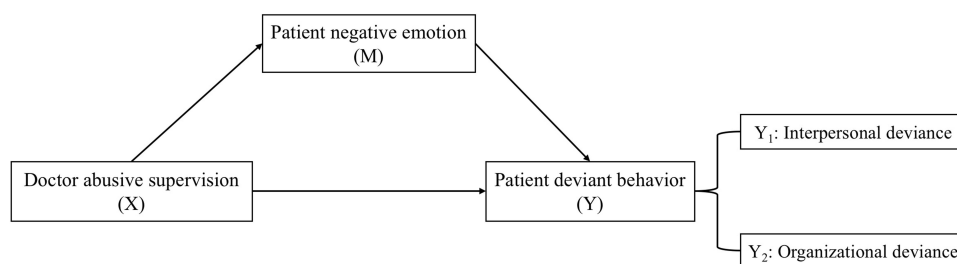 Patient negative emotion
(M)
Y₁: Interpersonal deviance
Doctor abusive supervision
(X)
Patient deviant behavior
(Y)
Y₂: Organizational deviance